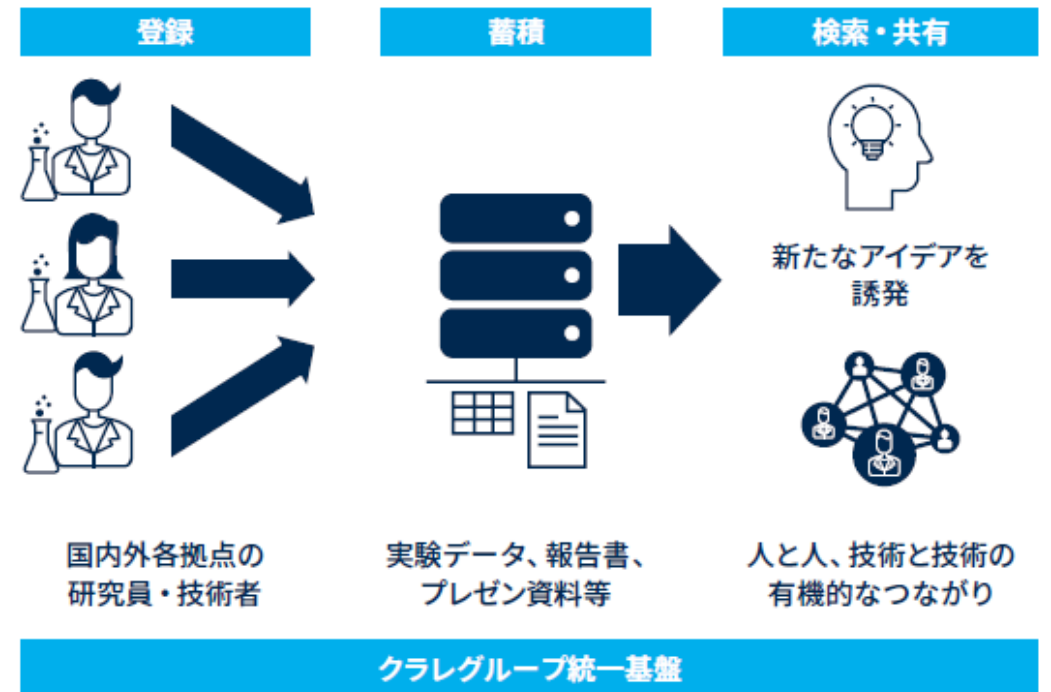 登録
蓄積
検索・共有
新たなアイデアを
誘発
国内外各拠点の
研究員・技術者
実験データ、報告書、
プレゼン資料等
人と人、技術と技術の
有機的なつながり
クラレグループ統一基盤